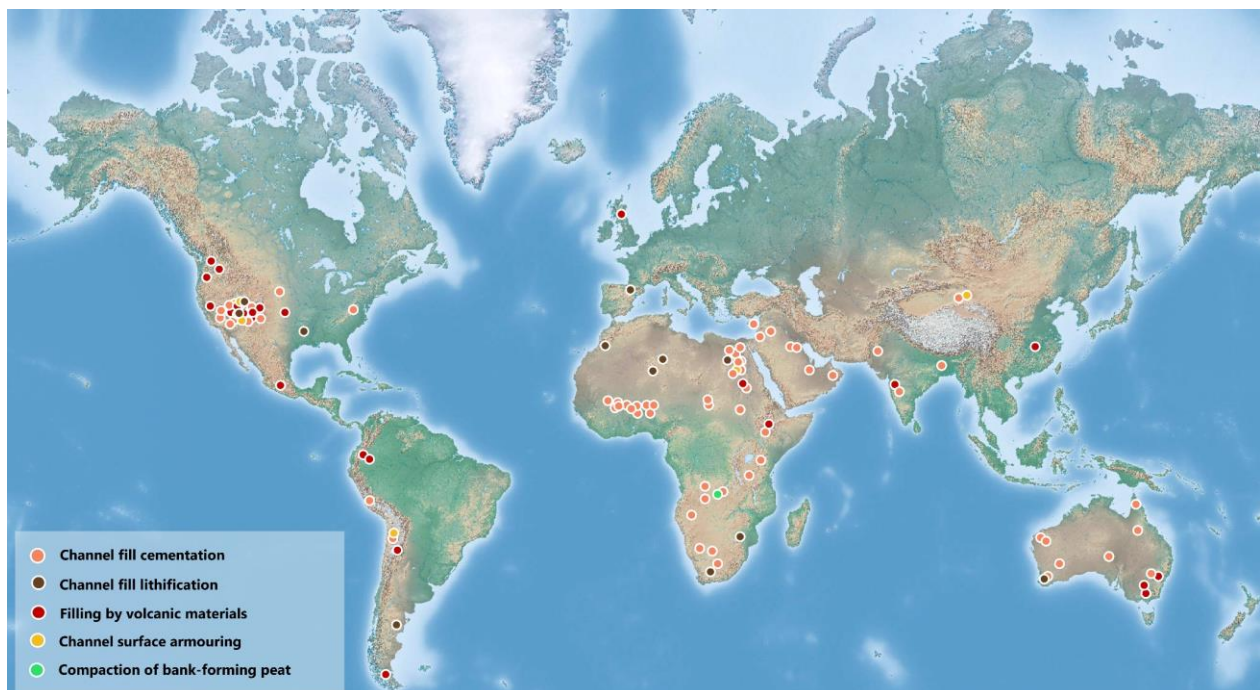 Channel fill cementation
Channel fill lithification
Filling by volcanic materials
Channel surface armouring
Compaction of bank-forming peat